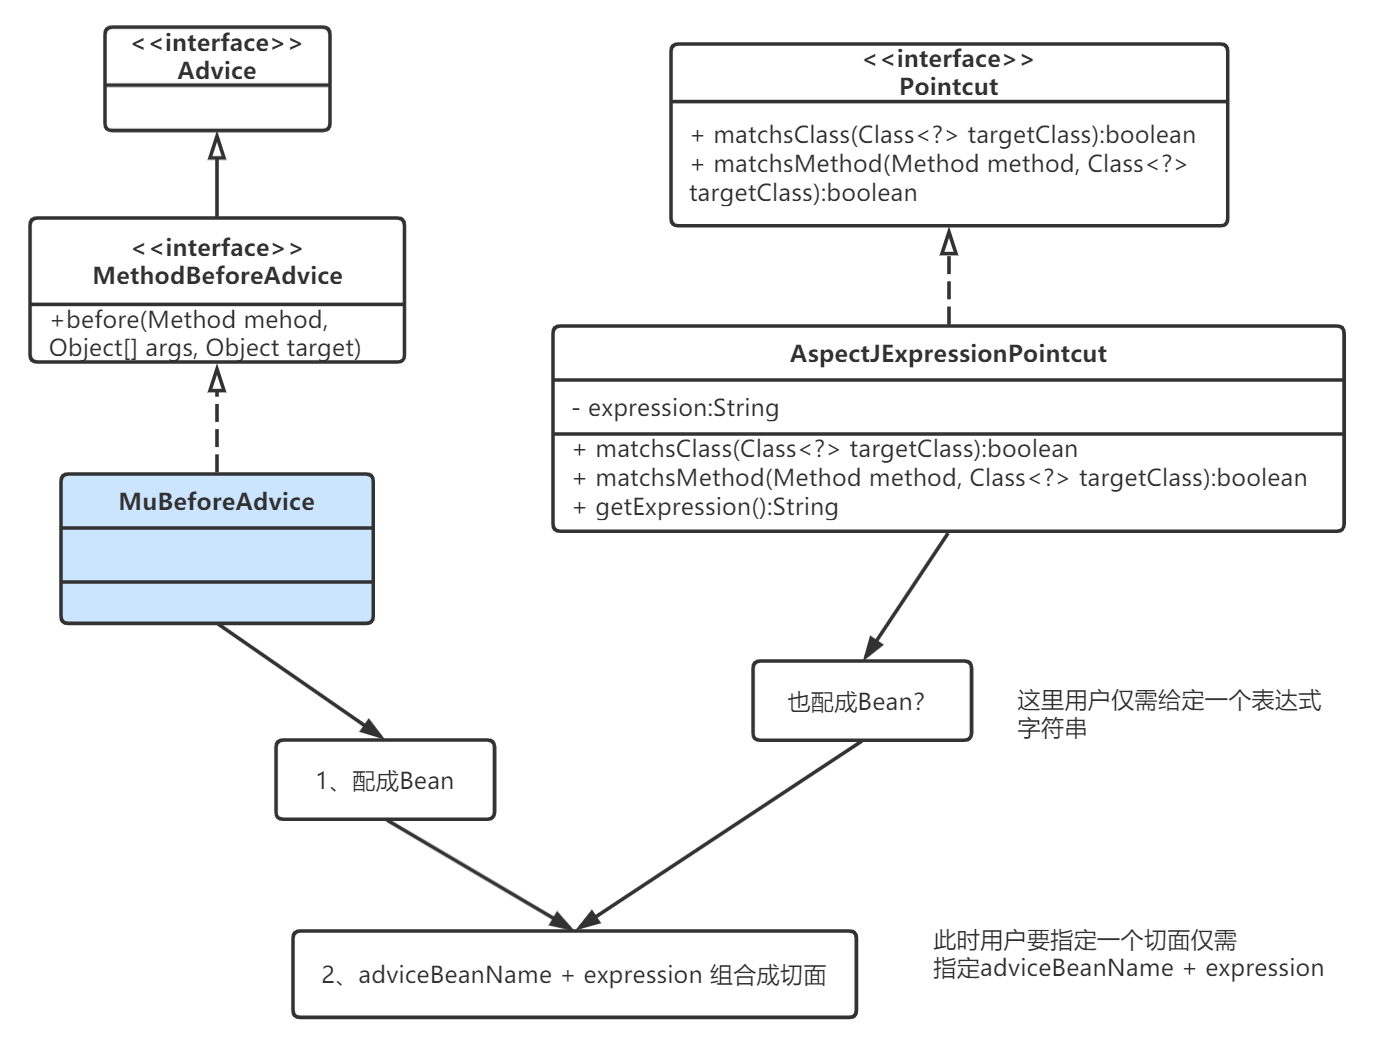 <<interface>>
Advice
<<interface>>
MethodBeforeAdvice
+before(Method mehod,
Object[] args, Object target)
MuBeforeAdvice
1、配成Bean
<<interface>>
Pointcut
+ matchsClass(Class<?> targetClass):boolean
+ matchsMethod(Method method, Class<?>
targetClass):boolean
AspectJExpressionPointcut
- expression:String
+ matchsClass(Class<?> targetClass):boolean
+ matchsMethod(Method method, Class<?> targetClass):boolean
+ getExpression():String
也配成Bean?
这里用户仅需给定一个表达式
字符串
2、adviceBeanName + expression 组合成切面
此时用户要指定一个切面仅需
指定adviceBeanName + expression